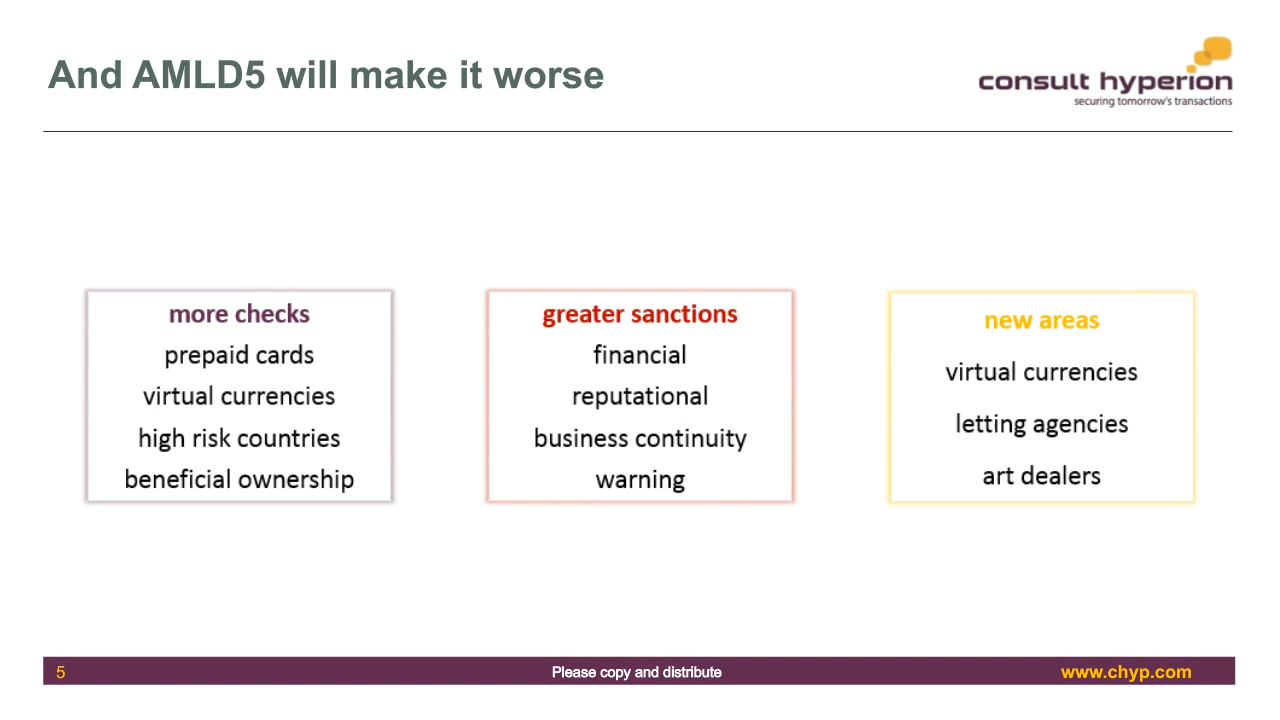 And AMLD5 will make it worse
consult hyperion
securing tomorrow's transactions
more checks
prepaid cards
virtual currencies
high risk countries
beneficial ownership
greater sanctions
financial
reputational
business continuity
warning
new areas
virtual currencies
letting agencies
art dealers
5
Please copy and distribute
www.chyp.com